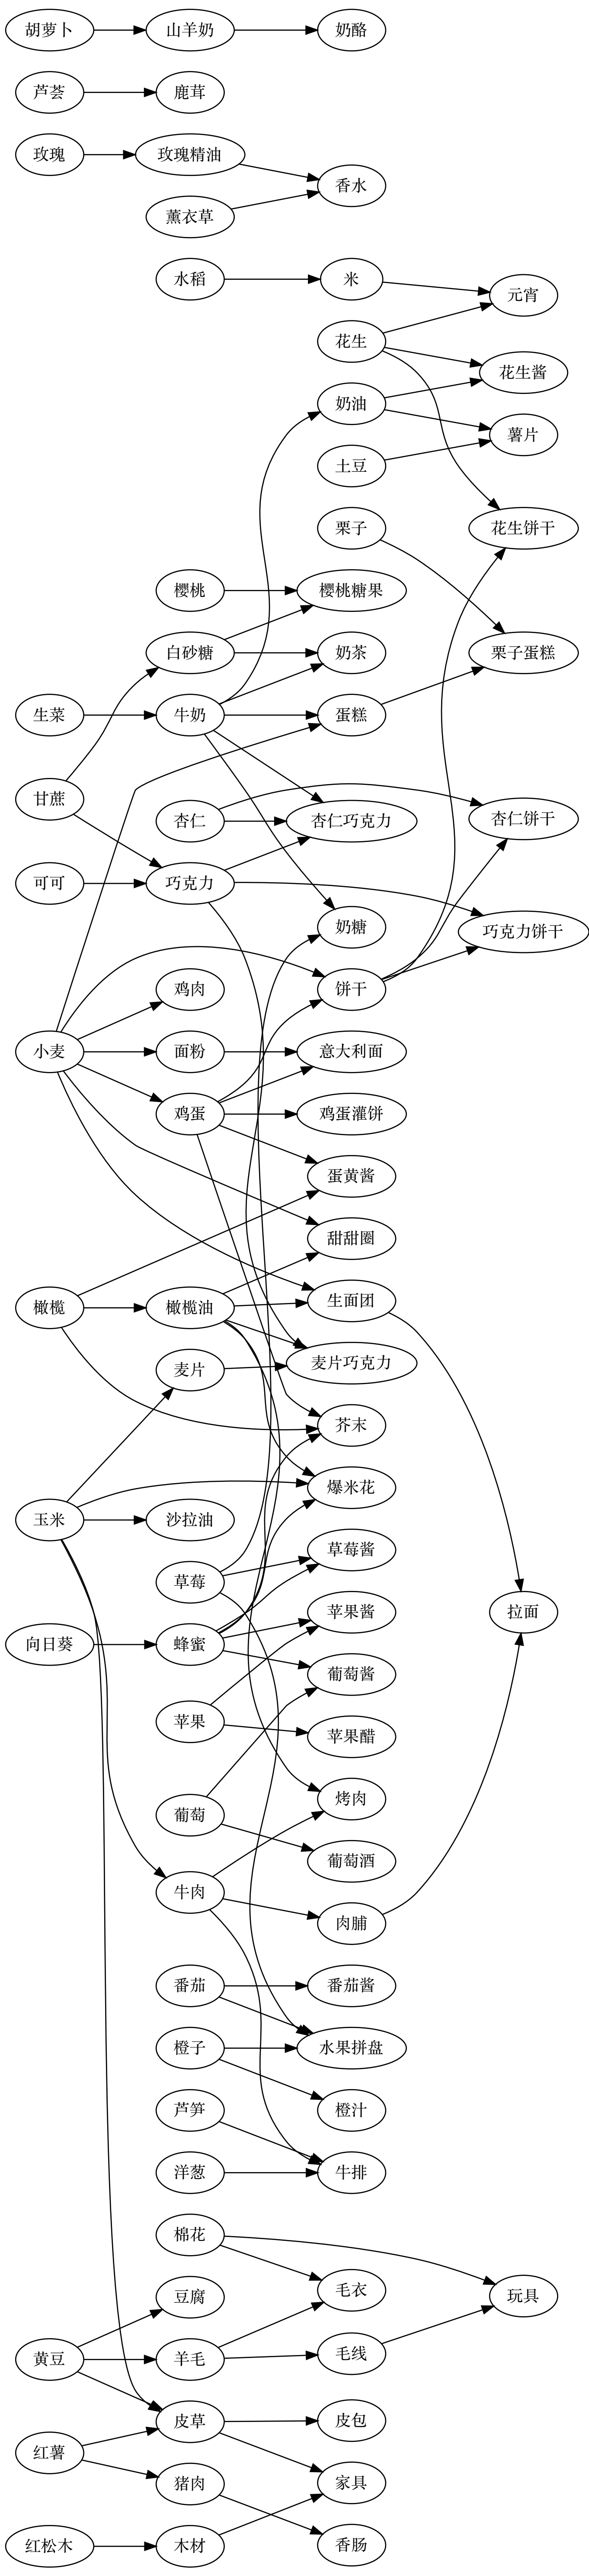 胡萝卜
山羊奶
奶酪
芦荟
鹿茸
玫瑰
玫瑰精油
香水
薰衣草
水稻
米
元宵
花生
花生酱
奶油
薯片
土豆
栗子
花生饼干
樱桃
樱桃糖果
白砂糖
奶茶
栗子蛋糕
生菜
牛奶
蛋糕
甘蔗
杏仁
杏仁巧克力
杏仁饼干
可可
巧克力
奶糖
巧克力饼干
鸡肉
饼干
小麦
面粉
意大利面
鸡蛋
鸡蛋灌饼
蛋黄酱
甜甜圈
橄榄
橄榄油
生面团
麦片
麦片巧克力
芥末
爆米花
玉米
沙拉油
草莓
草莓酱
苹果酱
拉面
向日葵
蜂蜜
葡萄酱
苹果
苹果醋
烤肉
葡萄
葡萄酒
牛肉
肉脯
番茄
番茄酱
橙子
水果拼盘
芦笋
橙汁
洋葱
牛排
棉花
毛衣
玩具
豆腐
黄豆
羊毛
毛线
皮草
皮包
红薯
猪肉
家具
红松木
木材
香肠